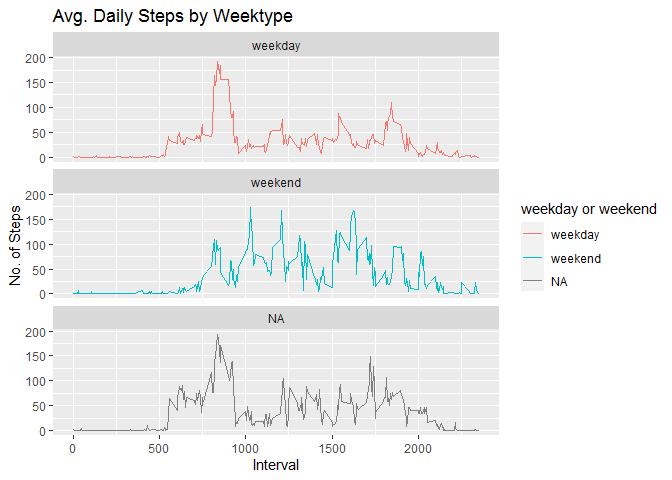 Avg. Daily Steps by Weektype
weekday
200
150
100
50
0
weekend
200
150
100
50
0
NA
200
150
100
50
0
No. of Steps
0 500 1000 1500 2000
Interval
weekday or weekend
weekday
weekend
NA